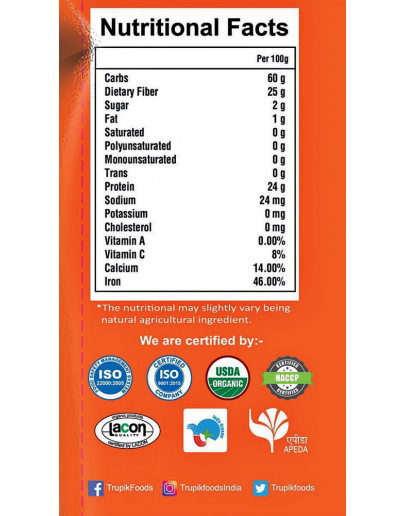 Nutritional Facts
Per 100g
Carbs 60 g
Dietary Fiber 25 g
Sugar 2 g
Fat 1 g
Saturated 0 g
Polyunsaturated 0 g
Monounsaturated 0 g
Trans 0 g
Protein 24 g
Sodium 24 mg
Potassium 0 mg
Cholesterol 0 mg
Vitamin A 0.00%
Vitamin C 8%
Calcium 14.00%
Iron 46.00%
*The nutritional may slightly vary being
natural agricultural ingredient.
We are certified by:-
FOOD SAFETY MANAGEMENT SYSTEM
ISO
22000:2005
CERTIFIED
ISO
9001:2015
COMPANY
USDA
ORGANIC
CERTIFIED
HACCP
CERTIFIED
organic products
lacon
QUALITY
certified by LACON
एपीडा
APEDA
TrupikFoods
TrupikfoodsIndia
Trupikfoods